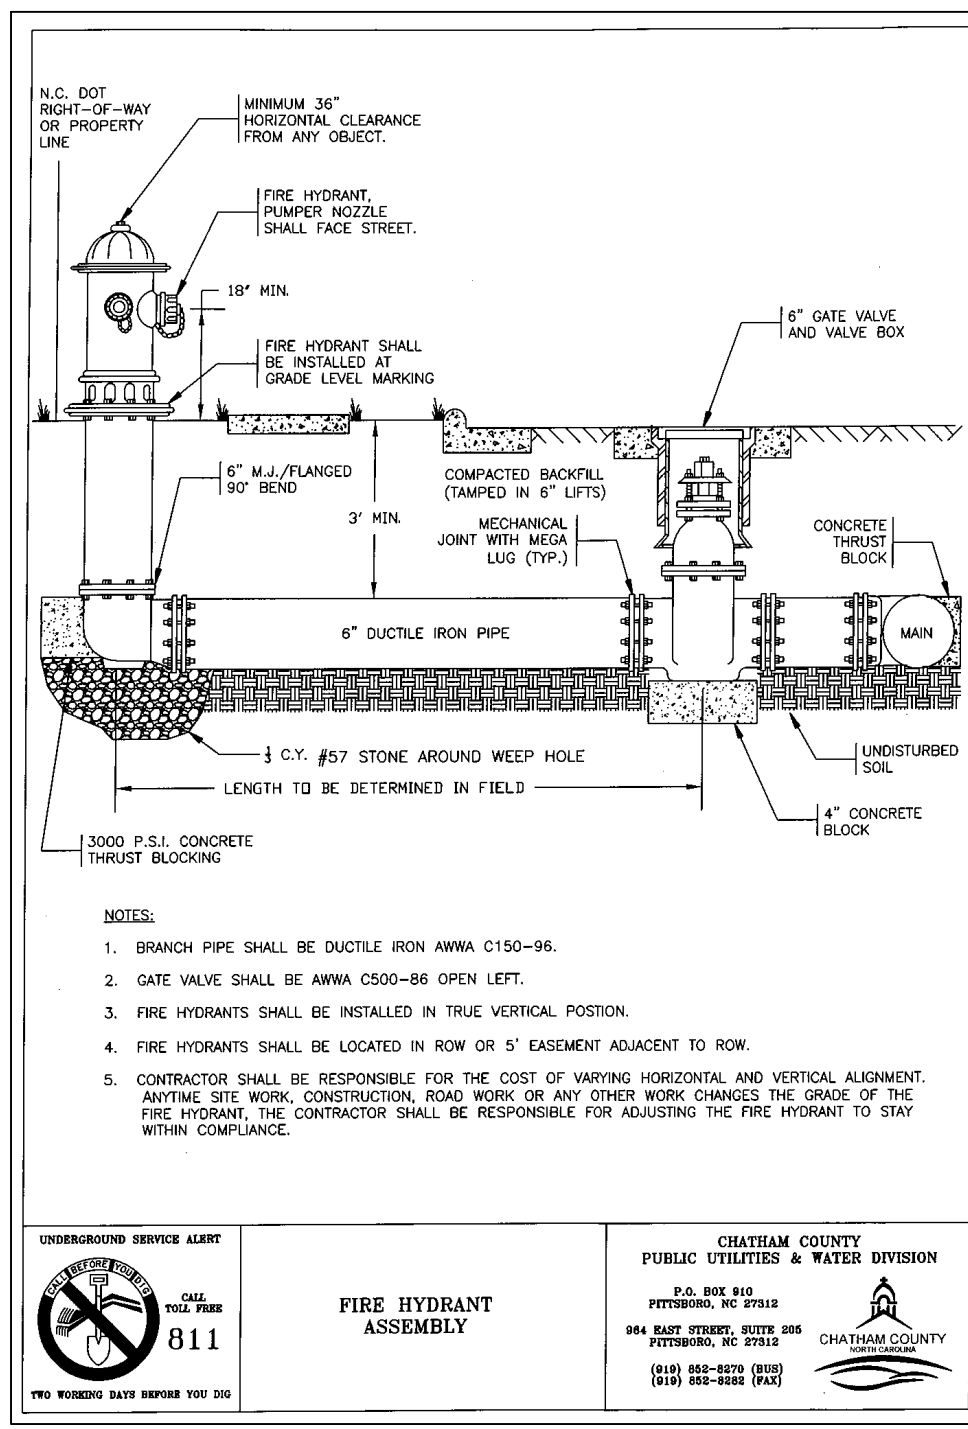 N.C. DOT
RIGHT-OF-WAY
OR PROPERTY
LINE
MINIMUM 36"
HORIZONTAL CLEARANCE
FROM ANY OBJECT.
FIRE HYDRANT,
PUMPER NOZZLE
SHALL FACE STREET.
18" MIN.
FIRE HYDRANT SHALL
BE INSTALLED AT
GRADE LEVEL MARKING
6" GATE VALVE
AND VALVE BOX
6" M.J./FLANGED
90° BEND
COMPACTED BACKFILL
(TAMPED IN 6" LIFTS)
3' MIN.
MECHANICAL
JOINT WITH MEGA
LUG (TYP.)
CONCRETE
THRUST
BLOCK
6" DUCTILE IRON PIPE
MAIN
1/3 C.Y. #57 STONE AROUND WEEP HOLE
UNDISTURBED
SOIL
LENGTH TO BE DETERMINED IN FIELD
4" CONCRETE
BLOCK
3000 P.S.I. CONCRETE
THRUST BLOCKING
NOTES:
1. BRANCH PIPE SHALL BE DUCTILE IRON AWWA C150-96.
2. GATE VALVE SHALL BE AWWA C500-86 OPEN LEFT.
3. FIRE HYDRANTS SHALL BE INSTALLED IN TRUE VERTICAL POSTION.
4. FIRE HYDRANTS SHALL BE LOCATED IN ROW OR 5' EASEMENT ADJACENT TO ROW.
5. CONTRACTOR SHALL BE RESPONSIBLE FOR THE COST OF VARYING HORIZONTAL AND VERTICAL ALIGNMENT.
ANYTIME SITE WORK, CONSTRUCTION, ROAD WORK OR ANY OTHER WORK CHANGES THE GRADE OF THE
FIRE HYDRANT, THE CONTRACTOR SHALL BE RESPONSIBLE FOR ADJUSTING THE FIRE HYDRANT TO STAY
WITHIN COMPLIANCE.
UNDERGROUND SERVICE ALERT
CALL BEFORE YOU DIG
CALL
TOLL FREE
811
TWO WORKING DAYS BEFORE YOU DIG
FIRE HYDRANT
ASSEMBLY
CHATHAM COUNTY
PUBLIC UTILITIES & WATER DIVISION
P.O. BOX 910
PITTSBORO, NC 27312
964 EAST STREET, SUITE 205
PITTSBORO, NC 27312
(919) 852-8270 (BUS)
(919) 852-8282 (FAX)
CHATHAM COUNTY
NORTH CAROLINA